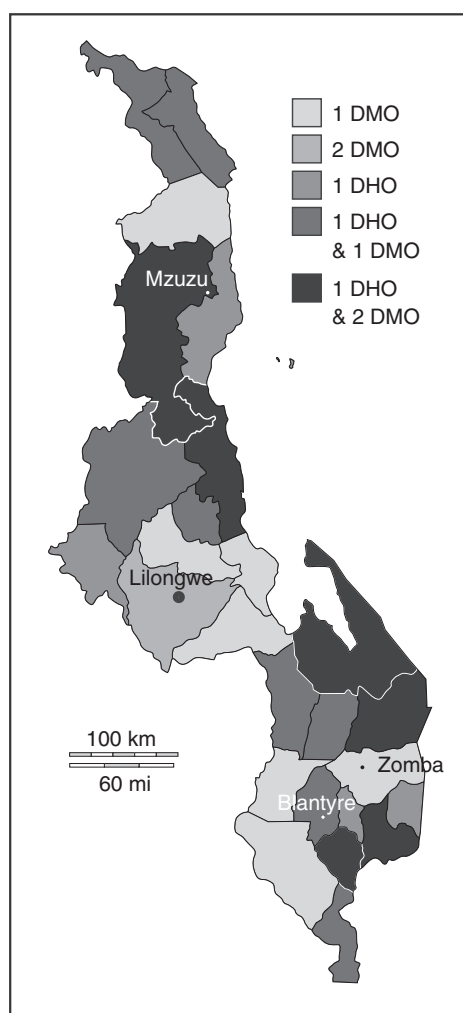 1 DMO
2 DMO
1 DHO
1 DHO
& 1 DMO
1 DHO
& 2 DMO
Mzuzu
Lilongwe
100 km
60 mi
Zomba
Blantyre